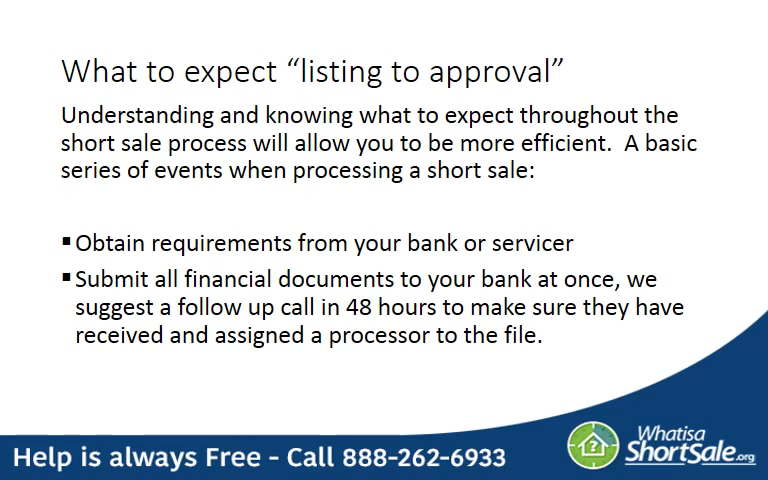 What to expect “listing to approval”
Understanding and knowing what to expect throughout the
short sale process will allow you to be more efficient.  A basic
series of events when processing a short sale:
▪Obtain requirements from your bank or servicer
▪Submit all financial documents to your bank at once, we
suggest a follow up call in 48 hours to make sure they have
received and assigned a processor to the file.
Help is always Free - Call 888-262-6933
?
Whatisa
ShortSale.org